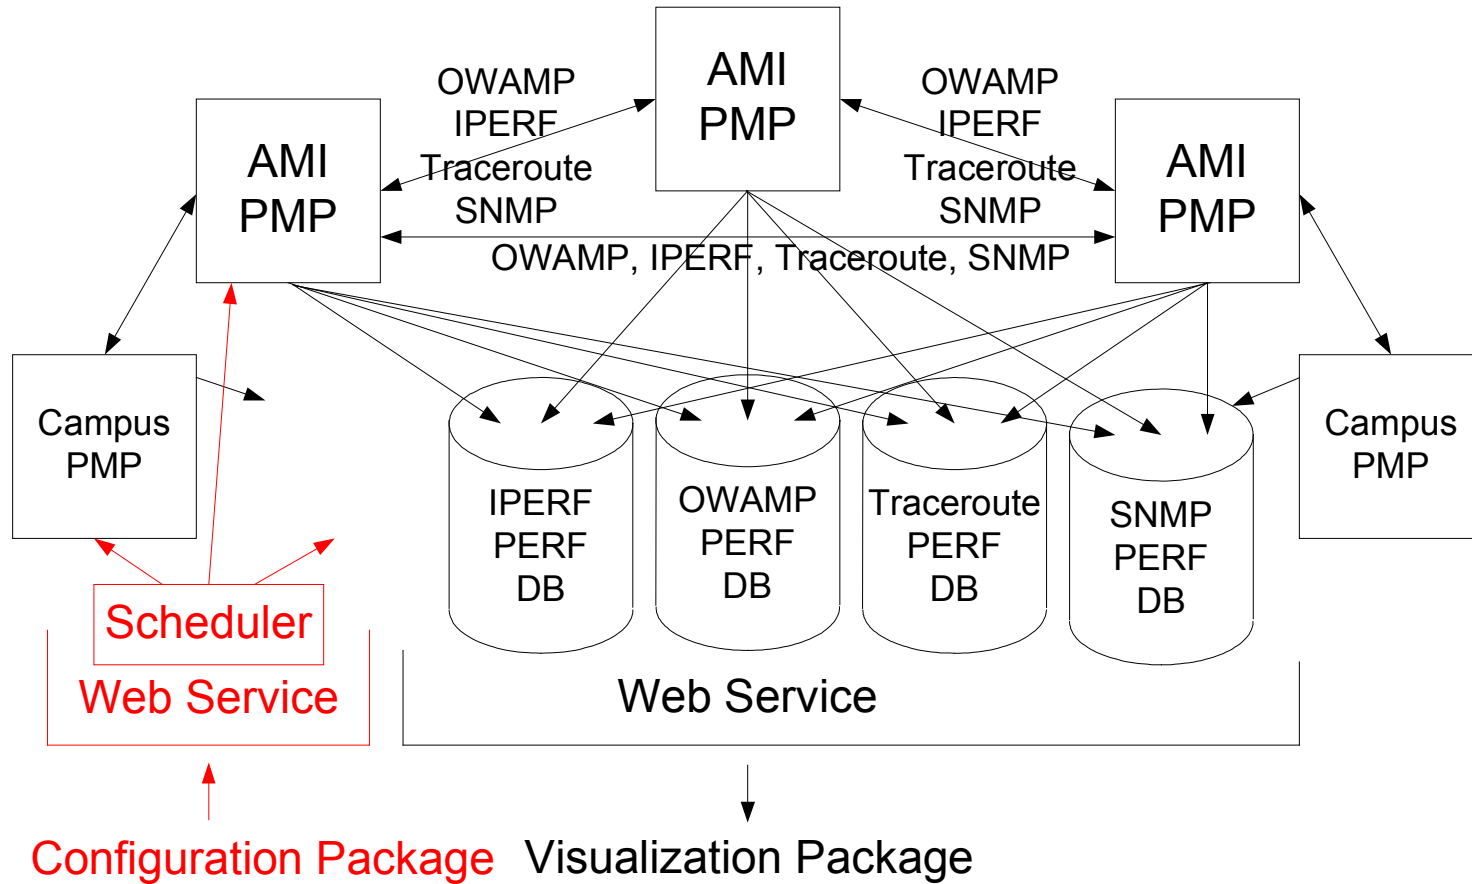 AMI
PMP
OWAMP
IPERF
Traceroute
SNMP
OWAMP
IPERF
Traceroute
SNMP
AMI
PMP
AMI
PMP
OWAMP, IPERF, Traceroute, SNMP
Campus
PMP
Campus
PMP
IPERF
PERF
DB
OWAMP
PERF
DB
Traceroute
PERF
DB
SNMP
PERF
DB
Scheduler
Web Service
Web Service
Configuration Package
Visualization Package